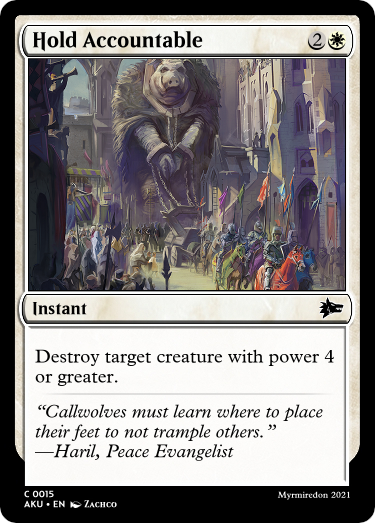 Hold Accountable 2
Instant
Destroy target creature with power 4
or greater.
“Callwolves must learn where to place
their feet to not trample others.”
—Haril, Peace Evangelist
C 0015
AKU • EN Zachco
Myrmiredon 2021